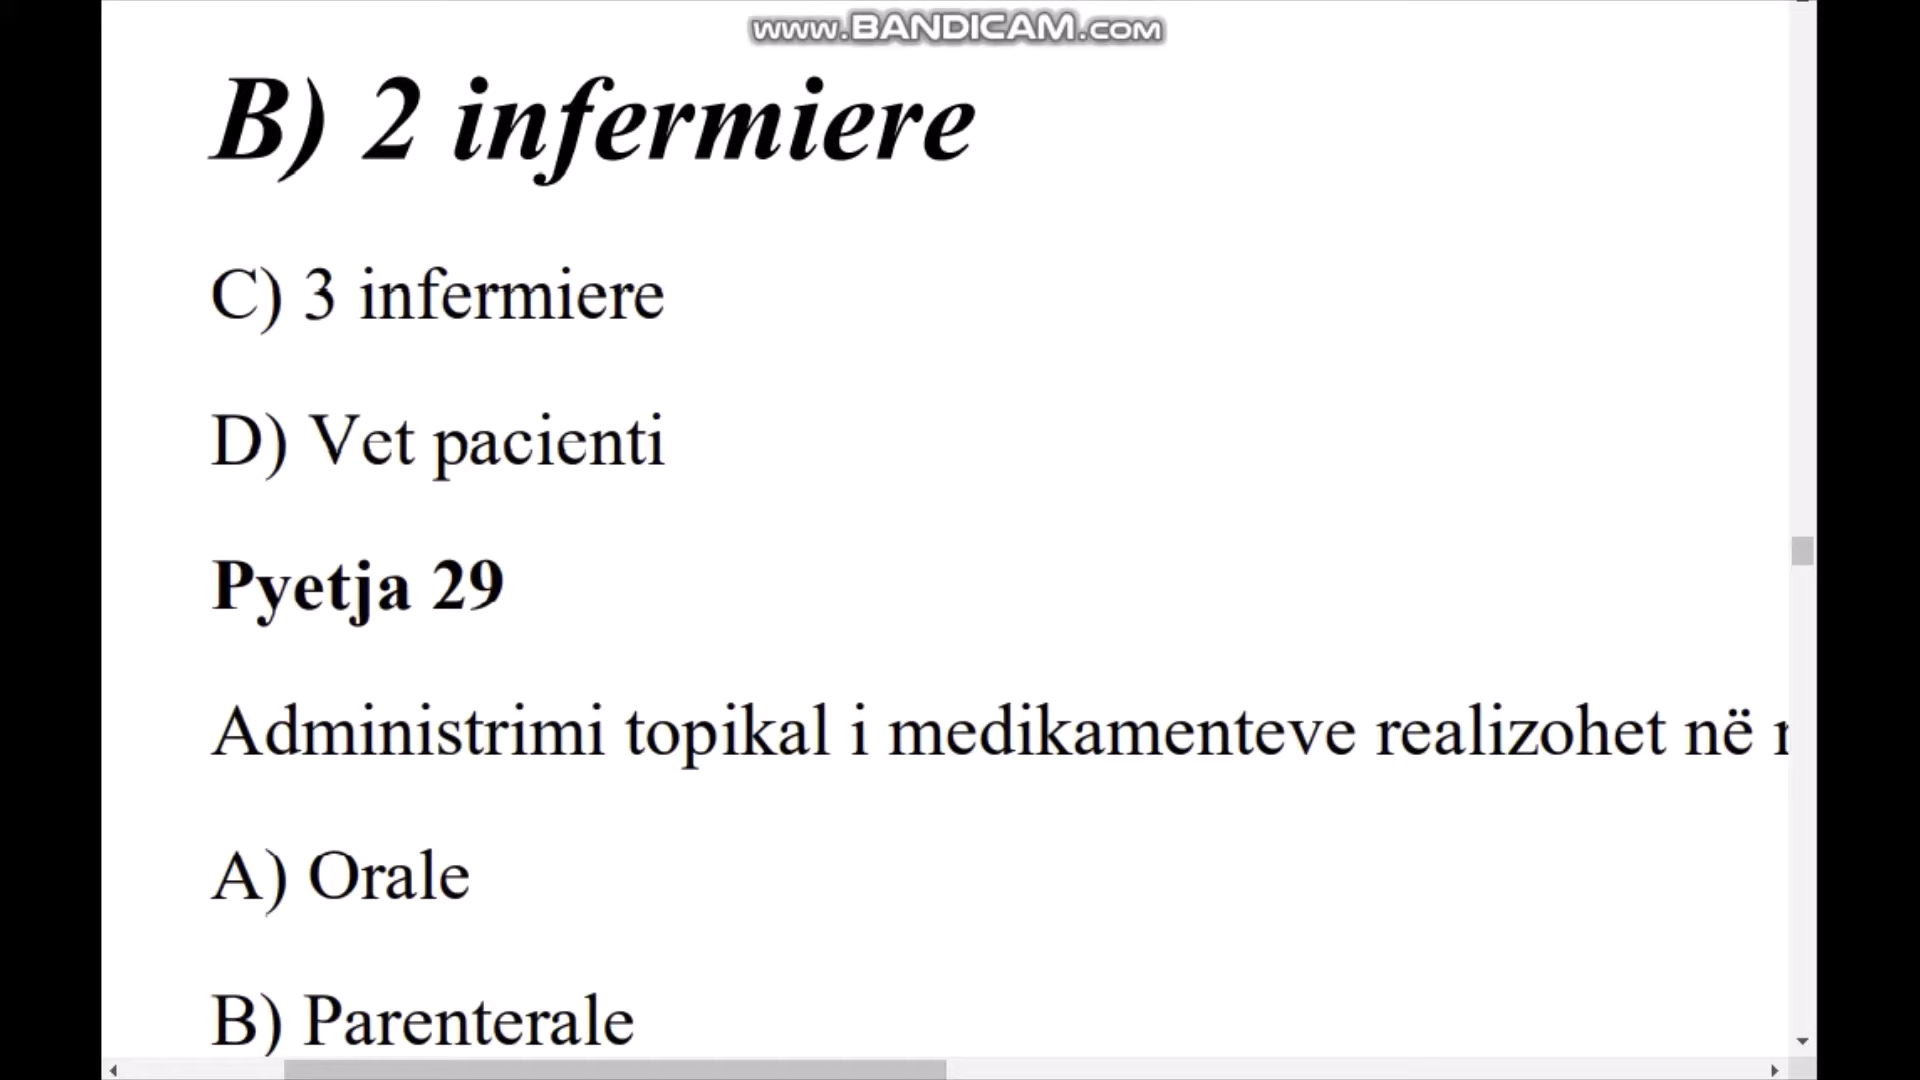 www.BANDICAM.com
B) 2 infermiere
C) 3 infermiere
D) Vet pacienti
Pyetja 29
Administrimi topikal i medikamenteve realizohet në
A) Orale
B) Parenterale